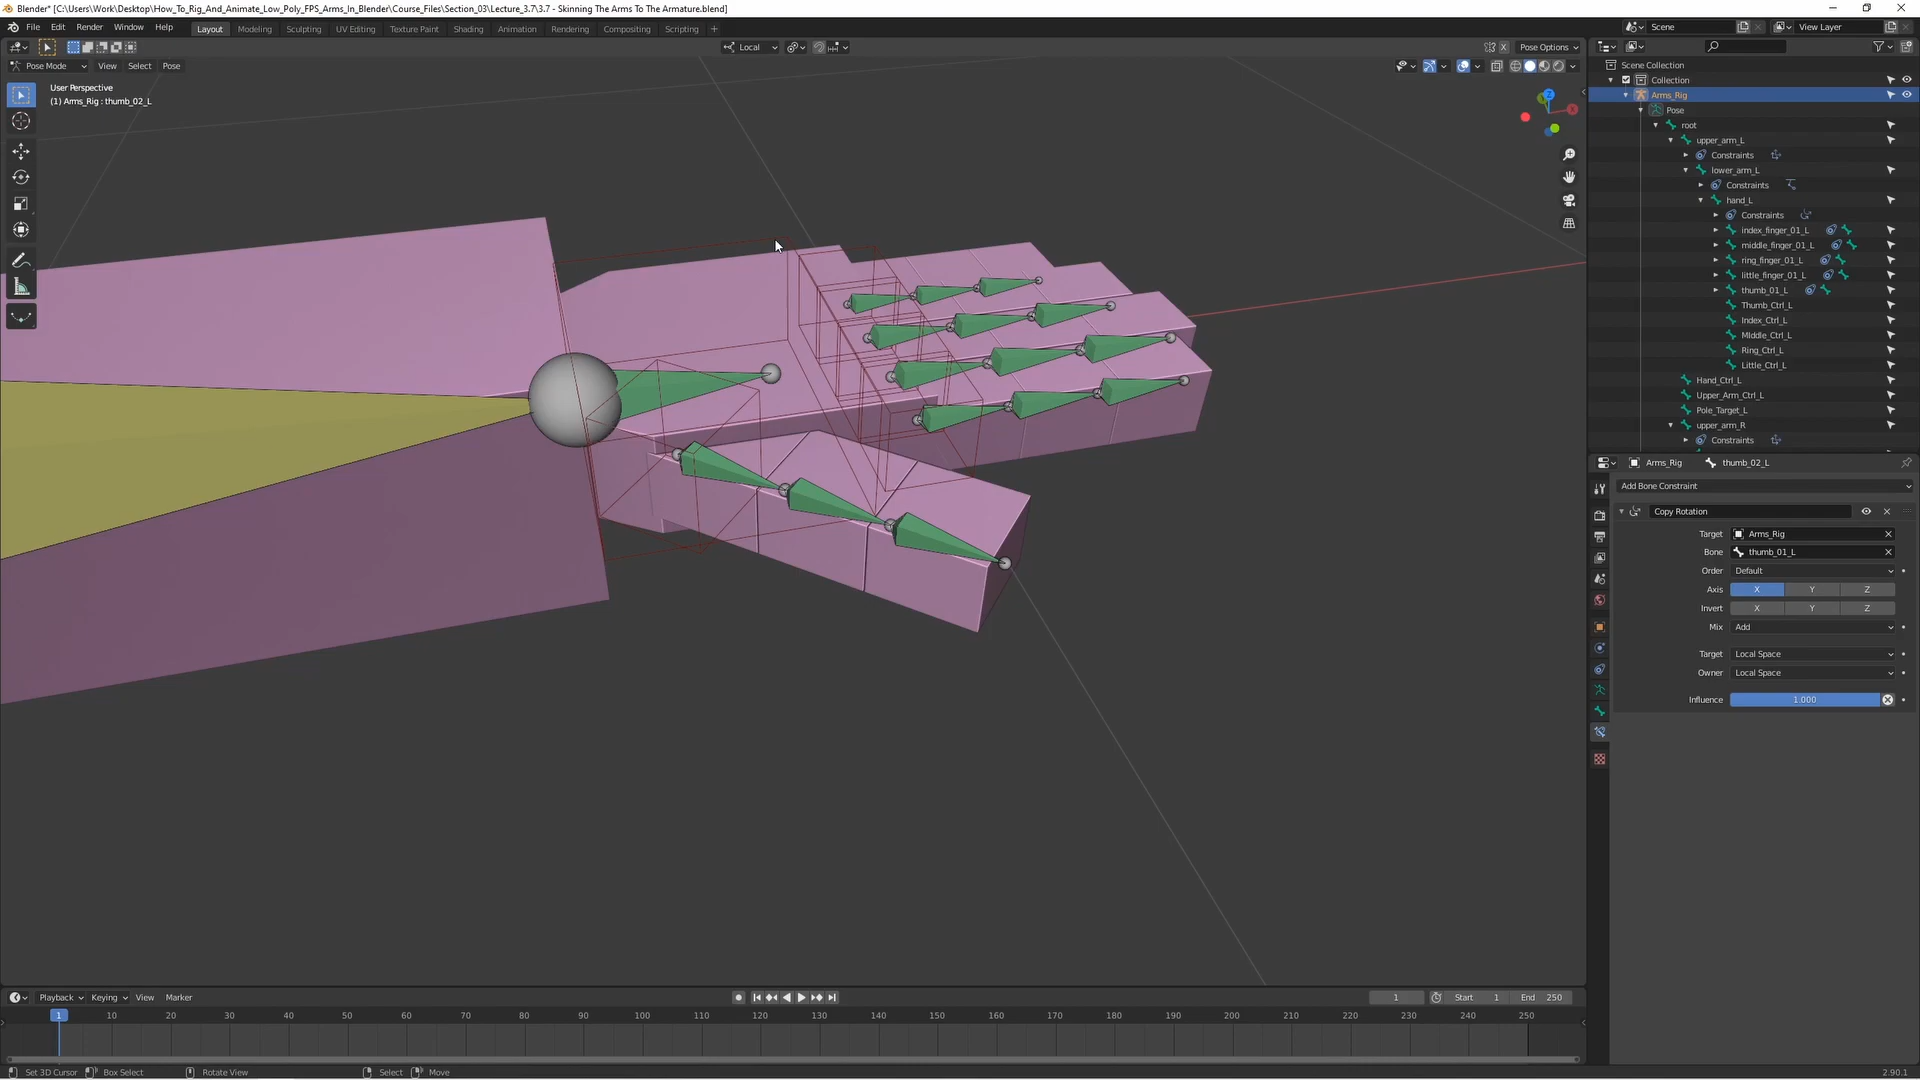 Blender* [C:\Users\Work\Desktop\How_To_Rig_And_Animate_Low_Poly_FPS_Arms_In_Blender\Course_Files\Section_03\Lecture_3.7\3.7 - Skinning The Arms To The Armature.blend]
File Edit Render Window Help Layout Modeling Sculpting UV Editing Texture Paint Shading Animation Rendering Compositing Scripting + Scene View Layer
Local X Pose Options
Pose Mode View Select Pose
User Perspective
(1) Arms_Rig : thumb_02_L
Z
Scene Collection
Collection
Arms_Rig
Pose
root
upper_arm_L
Constraints
lower_arm_L
Constraints
hand_L
Constraints
index_finger_01_L
middle_finger_01_L
ring_finger_01_L
little_finger_01_L
thumb_01_L
Thumb_Ctrl_L
Index_Ctrl_L
MIddle_Ctrl_L
Ring_Ctrl_L
Little_Ctrl_L
Hand_Ctrl_L
Upper_Arm_Ctrl_L
Pole_Target_L
upper_arm_R
Constraints
Arms_Rig thumb_02_L
Add Bone Constraint
Copy Rotation
Target Arms_Rig
Bone thumb_01_L
Order Default
Axis X Y Z
Invert X Y Z
Mix Add
Target Local Space
Owner Local Space
Influence 1.000
Playback Keying View Marker 1 Start 1 End 250
1 10 20 30 40 50 60 70 80 90 100 110 120 130 140 150 160 170 180 190 200 210 220 230 240 250
Set 3D Cursor Box Select Rotate View Select Move 2.90.1